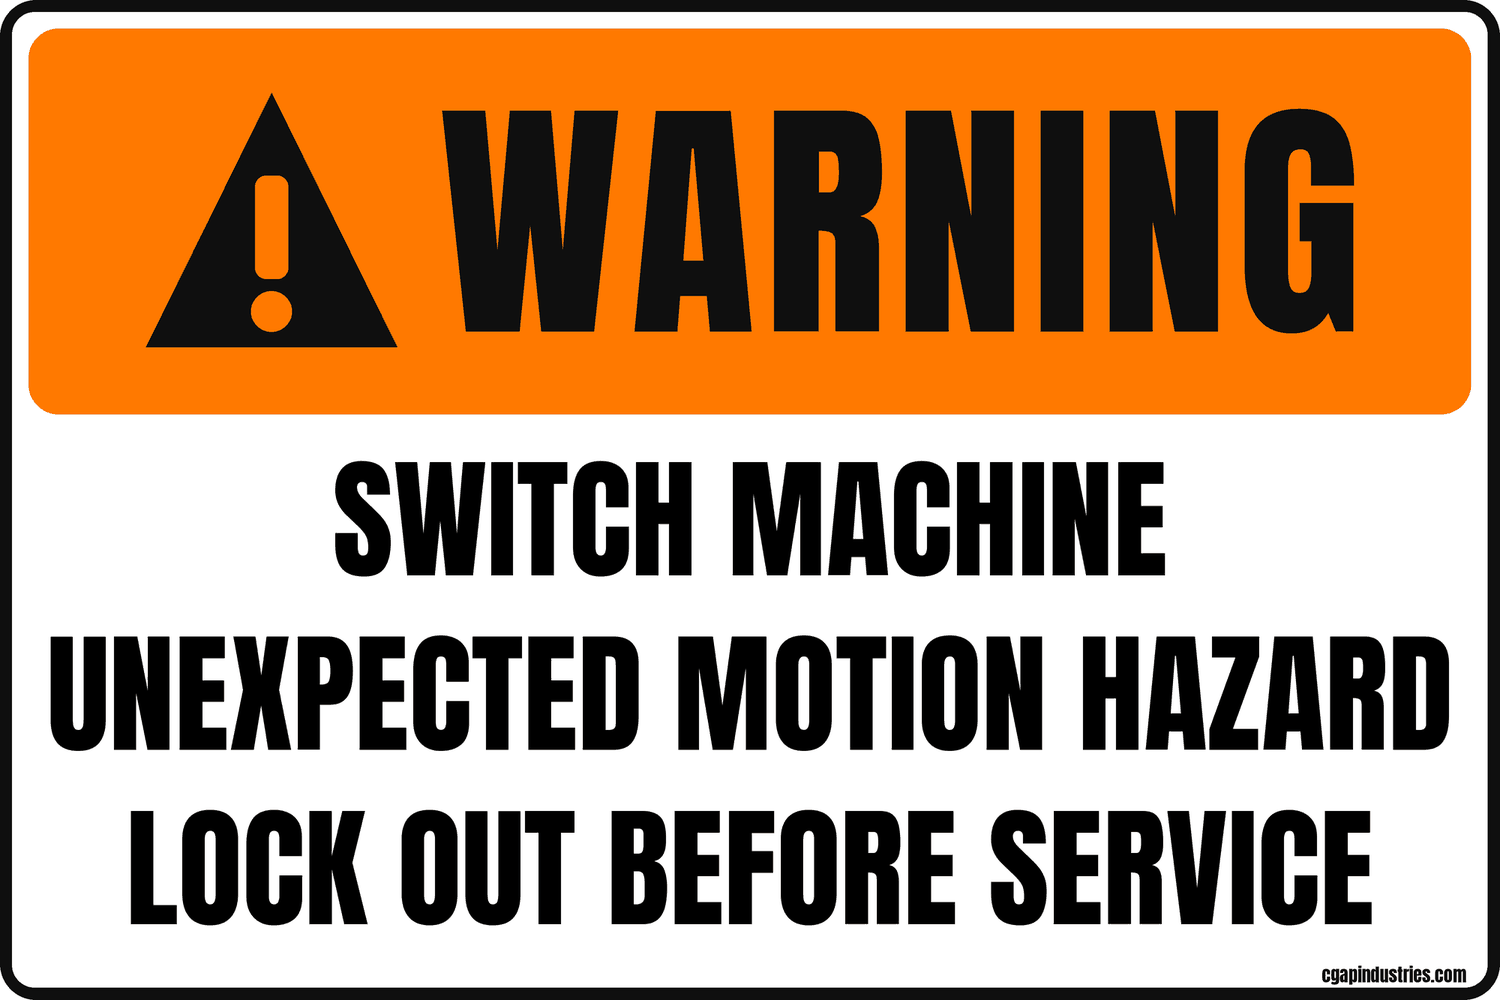 WARNING
SWITCH MACHINE
UNEXPECTED MOTION HAZARD
LOCK OUT BEFORE SERVICE
cgapindustries.com